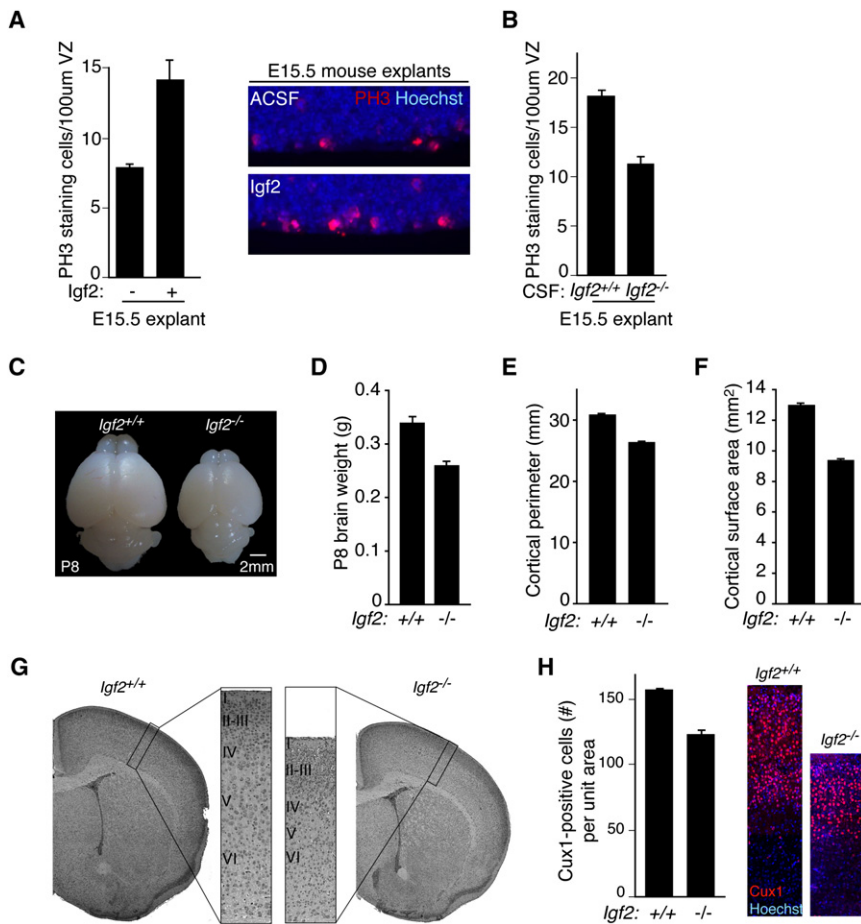 A
PH3 staining cells/100um VZ
15
10
5
0
Igf2: - +
E15.5 explant
E15.5 mouse explants
ACSF PH3 Hoechst
Igf2
B
PH3 staining cells/100um VZ
20
15
10
5
0
CSF: Igf2+/+ Igf2-/-
E15.5 explant
C
Igf2+/+ Igf2-/-
P8
2mm
D
P8 brain weight (g)
0.4
0.3
0.2
0.1
0
Igf2: +/+ -/-
E
Cortical perimeter (mm)
30
20
10
0
Igf2: +/+ -/-
F
Cortical surface area (mm2)
14
12
10
8
6
4
2
0
Igf2: +/+ -/-
G
Igf2+/+
I
II-III
IV
V
VI
I
II-III
IV
V
VI
Igf2-/-
H
Cux1-positive cells (#)
per unit area
150
100
50
0
Igf2: +/+ -/-
Igf2+/+
Igf2-/-
Cux1
Hoechst